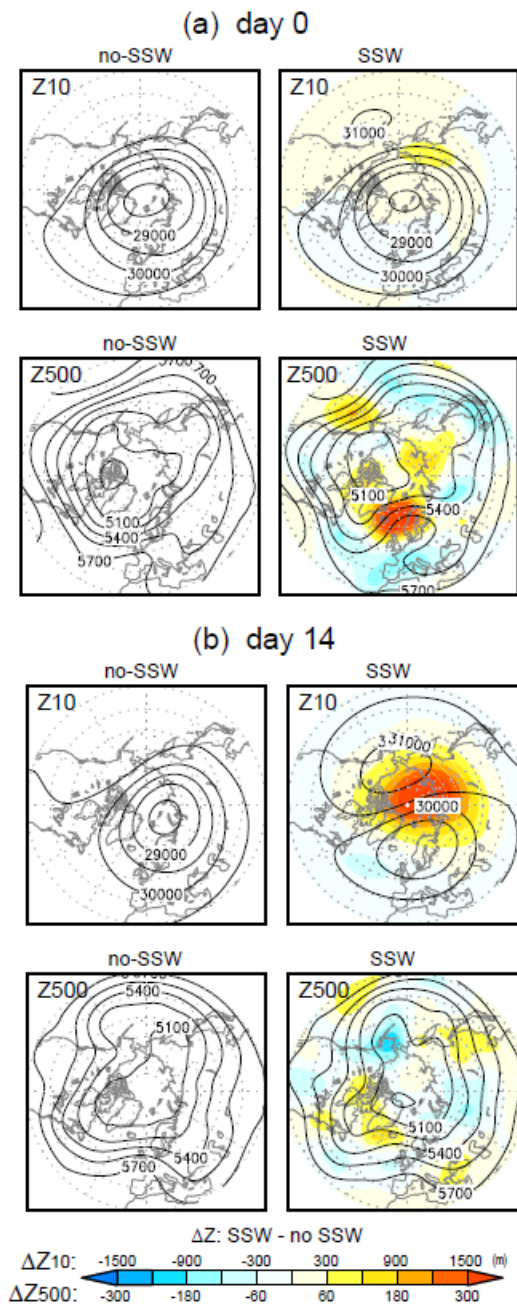 (a) day 0
no-SSW SSW
Z10 Z10
31000
29000 29000
30000 30000
no-SSW SSW
Z500 Z500
5700
5100 5100
5400 5400
5700 5700
(b) day 14
no-SSW SSW
Z10 Z10
31000
30000
29000
30000
no-SSW SSW
Z500 Z500
5400
5100
5100
5400 5400
5700 5700
ΔZ: SSW - no SSW
ΔZ10: -1500 -900 -300 300 900 1500 (m)
ΔZ500: -300 -180 -60 60 180 300